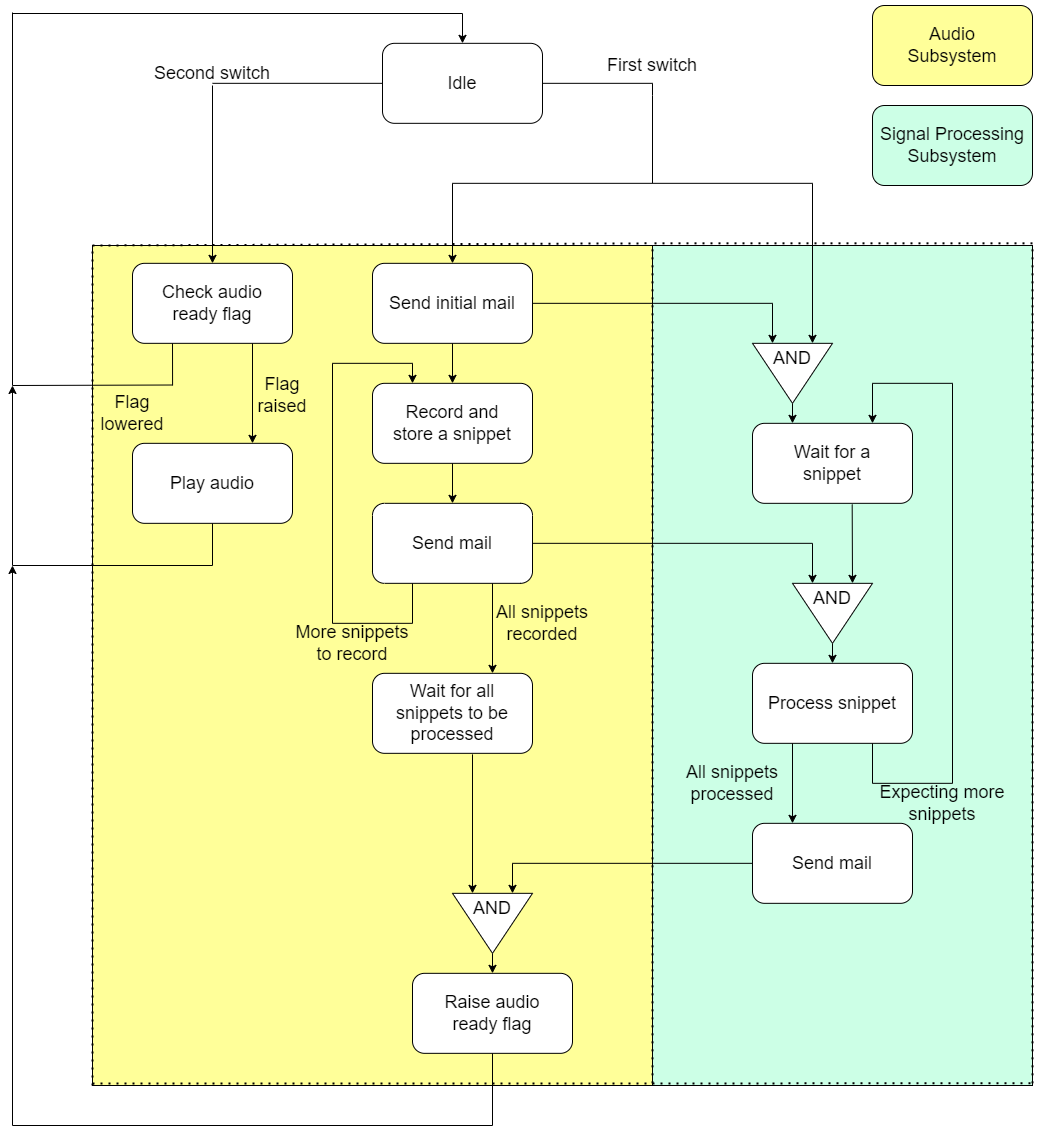 Audio
Subsystem
Second switch
First switch
Idle
Signal Processing
Subsystem
Check audio
ready flag
Send initial mail
AND
Flag
raised
Flag
lowered
Record and
store a snippet
Wait for a
snippet
Play audio
Send mail
AND
All snippets
recorded
More snippets
to record
Wait for all
snippets to be
processed
Process snippet
All snippets
processed
Expecting more
snippets
Send mail
AND
Raise audio
ready flag